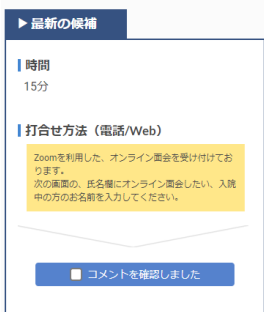 ▶最新の候補
時間
15分
打合せ方法（電話/Web）
Zoomを利用した、オンライン面会を受け付けてお
ります。
次の画面の、氏名欄にオンライン面会したい、入院
中の方のお名前を入力してください。
コメントを確認しました